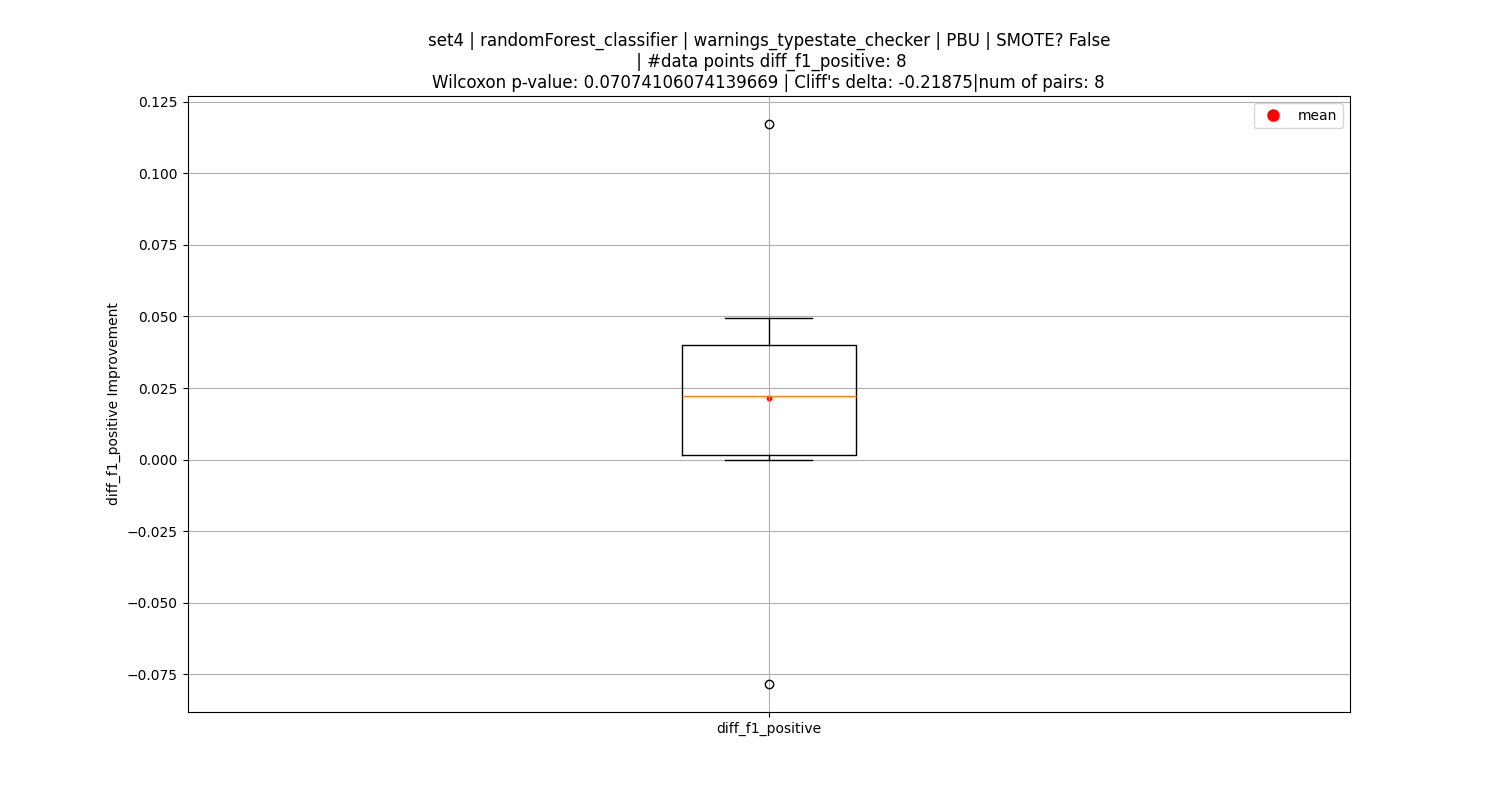 set4 | randomForest_classifier | warnings_typestate_checker | PBU | SMOTE? False
| #data points diff_f1_positive: 8
Wilcoxon p-value: 0.07074106074139669 | Cliff's delta: -0.21875|num of pairs: 8
mean
0.125
0.100
0.075
0.050
0.025
0.000
−0.025
−0.050
−0.075
diff_f1_positive Improvement
diff_f1_positive